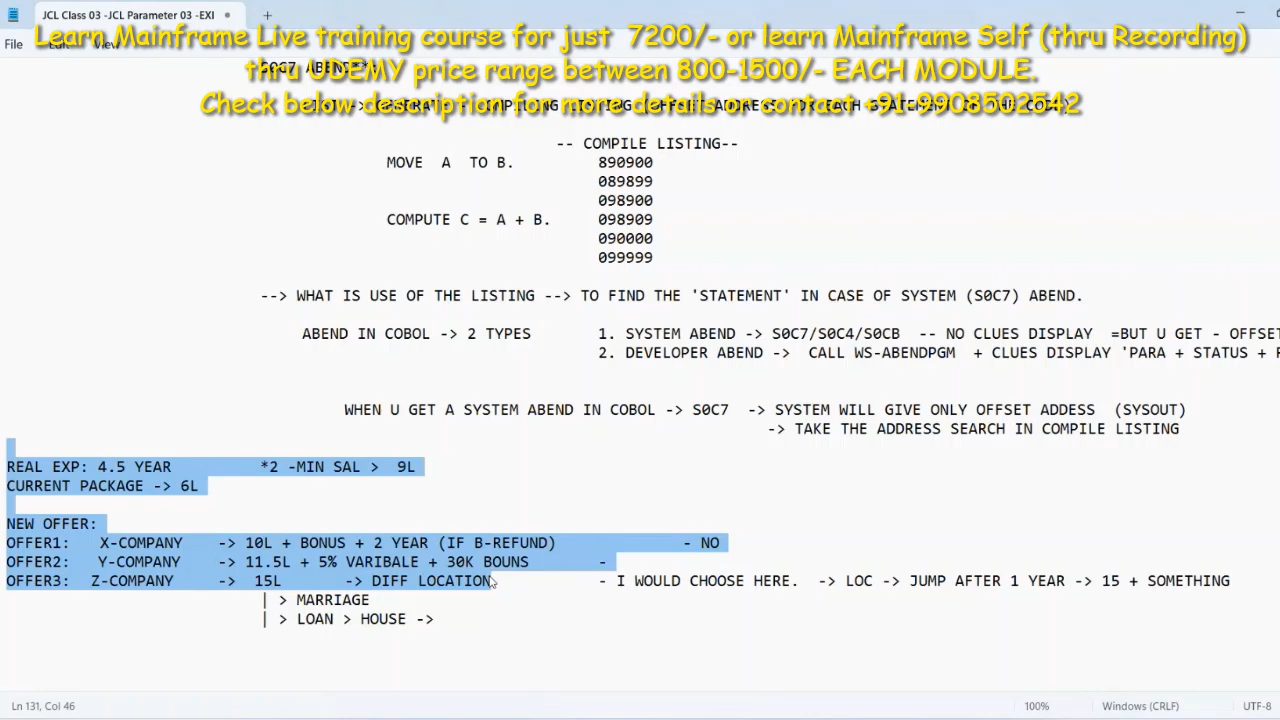 JCL Class 03 -JCL Parameter 03 -EXI
Learn Mainframe Live training course for just 7200/- or learn Mainframe Self (thru Recording)
File Edit View
thru UDEMY price range between 800-1500/- EACH MODULE.
Check below description for more details or contact +91-9908502542
-- COMPILE LISTING--
MOVE A TO B. 890900
089899
098900
COMPUTE C = A + B. 098909
090000
099999
--> WHAT IS USE OF THE LISTING --> TO FIND THE 'STATEMENT' IN CASE OF SYSTEM (S0C7) ABEND.
ABEND IN COBOL -> 2 TYPES 1. SYSTEM ABEND -> S0C7/S0C4/S0CB -- NO CLUES DISPLAY =BUT U GET - OFFSET
2. DEVELOPER ABEND -> CALL WS-ABENDPGM + CLUES DISPLAY 'PARA + STATUS +
WHEN U GET A SYSTEM ABEND IN COBOL -> S0C7 -> SYSTEM WILL GIVE ONLY OFFSET ADDESS (SYSOUT)
-> TAKE THE ADDRESS SEARCH IN COMPILE LISTING
REAL EXP: 4.5 YEAR *2 -MIN SAL > 9L
CURRENT PACKAGE -> 6L
NEW OFFER:
OFFER1: X-COMPANY -> 10L + BONUS + 2 YEAR (IF B-REFUND) - NO
OFFER2: Y-COMPANY -> 11.5L + 5% VARIBALE + 30K BOUNS -
OFFER3: Z-COMPANY -> 15L -> DIFF LOCATION - I WOULD CHOOSE HERE. -> LOC -> JUMP AFTER 1 YEAR -> 15 + SOMETHING
| > MARRIAGE
| > LOAN > HOUSE ->
Ln 131, Col 46 100% Windows (CRLF) UTF-8